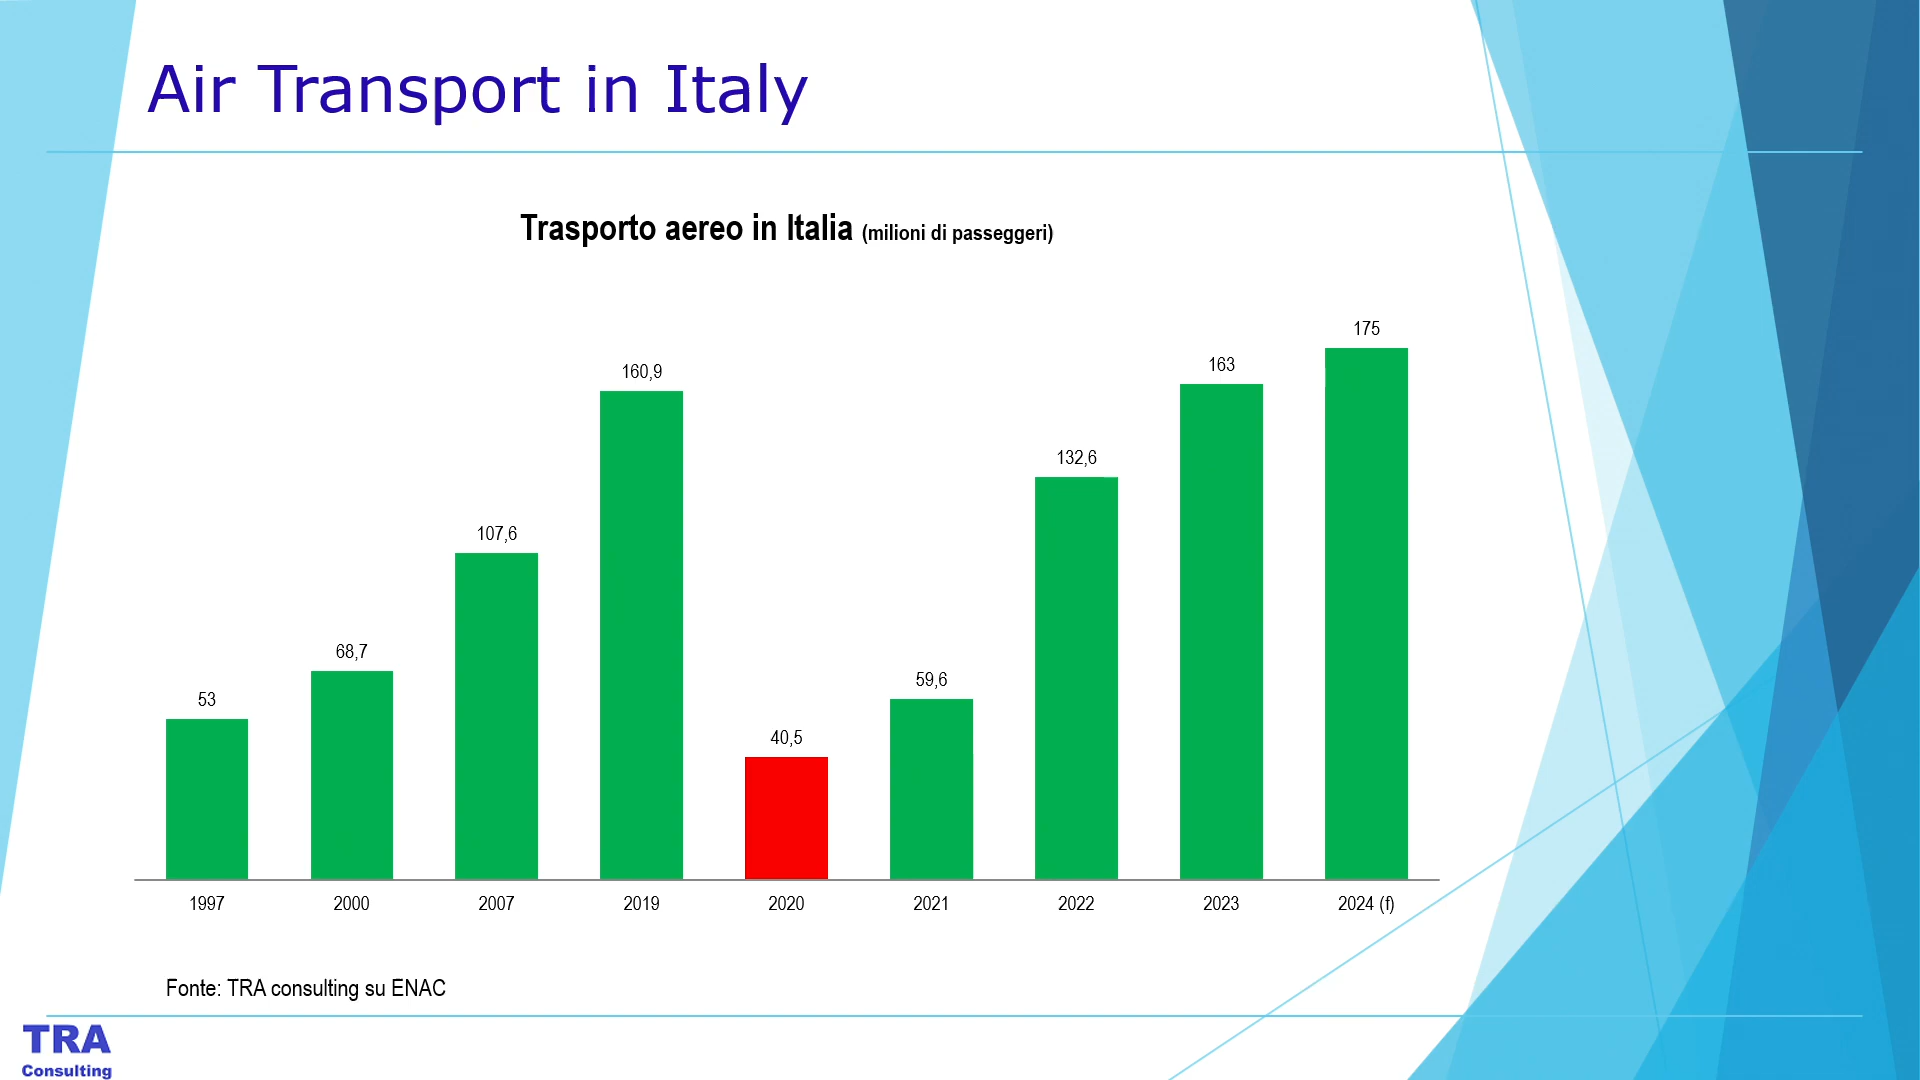 Air Transport in Italy
Trasporto aereo in Italia (milioni di passeggeri)
53
68,7
107,6
160,9
40,5
59,6
132,6
163
175
1997
2000
2007
2019
2020
2021
2022
2023
2024 (f)
Fonte: TRA consulting su ENAC
TRA
Consulting